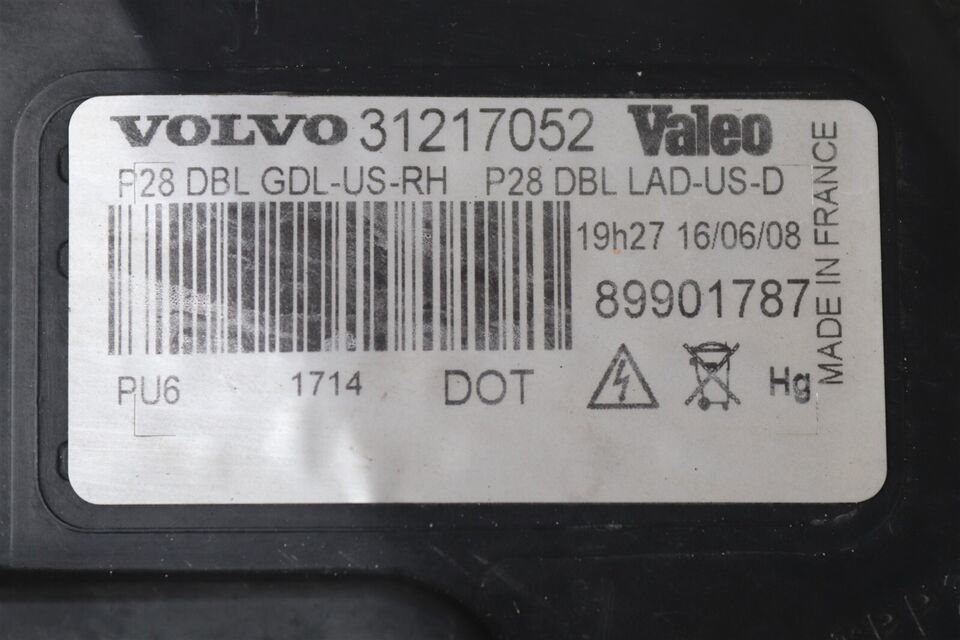 VOLVO 31217052 Valeo
P28 DBL GDL-US-RH P28 DBL LAD-US-D
19h27 16/06/08
89901787
PU6 1714 DOT Hg
MADE IN FRANCE